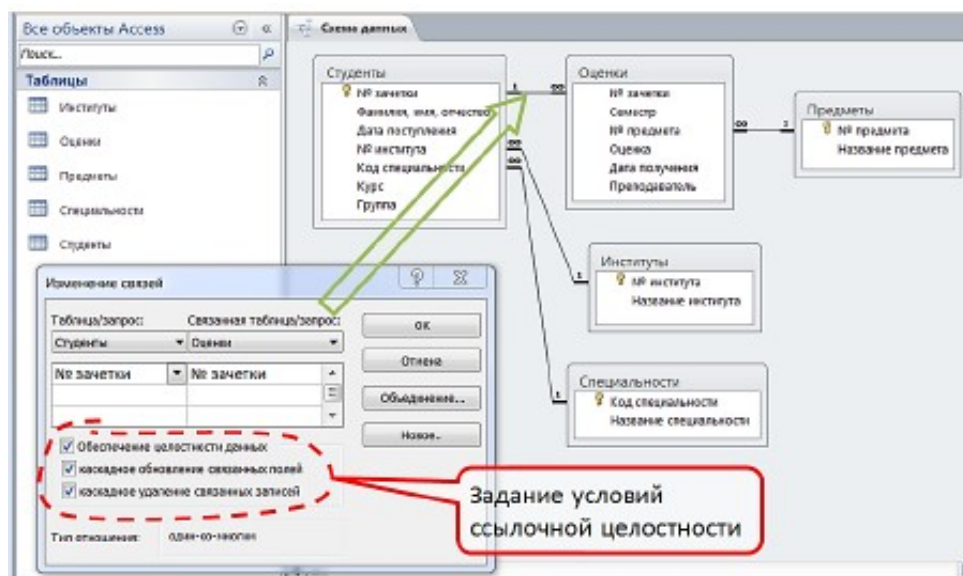 Все объекты Access
Поиск...
Таблицы
Институты
Оценки
Предметы
Специальности
Студенты
Схема данных
Студенты
№ зачетки
Фамилия, имя, отчество
Дата поступления
№ института
Код специальности
Курс
Группа
1
∞
∞
∞
Оценки
№ зачетки
Семестр
№ предмета
Оценка
Дата получения
Преподаватель
∞
1
Предметы
№ предмета
Название предмета
1
Институты
№ института
Название института
1
Специальности
Код специальности
Название специальности
Изменение связей
Таблица/запрос:
Связанная таблица/запрос:
Студенты
Оценки
№ зачетки
№ зачетки
ОК
Отмена
Объединение...
Новое..
Обеспечение целостности данных
каскадное обновление связанных полей
каскадное удаление связанных записей
Тип отношения:
один-ко-многим
Задание условий
ссылочной целостности